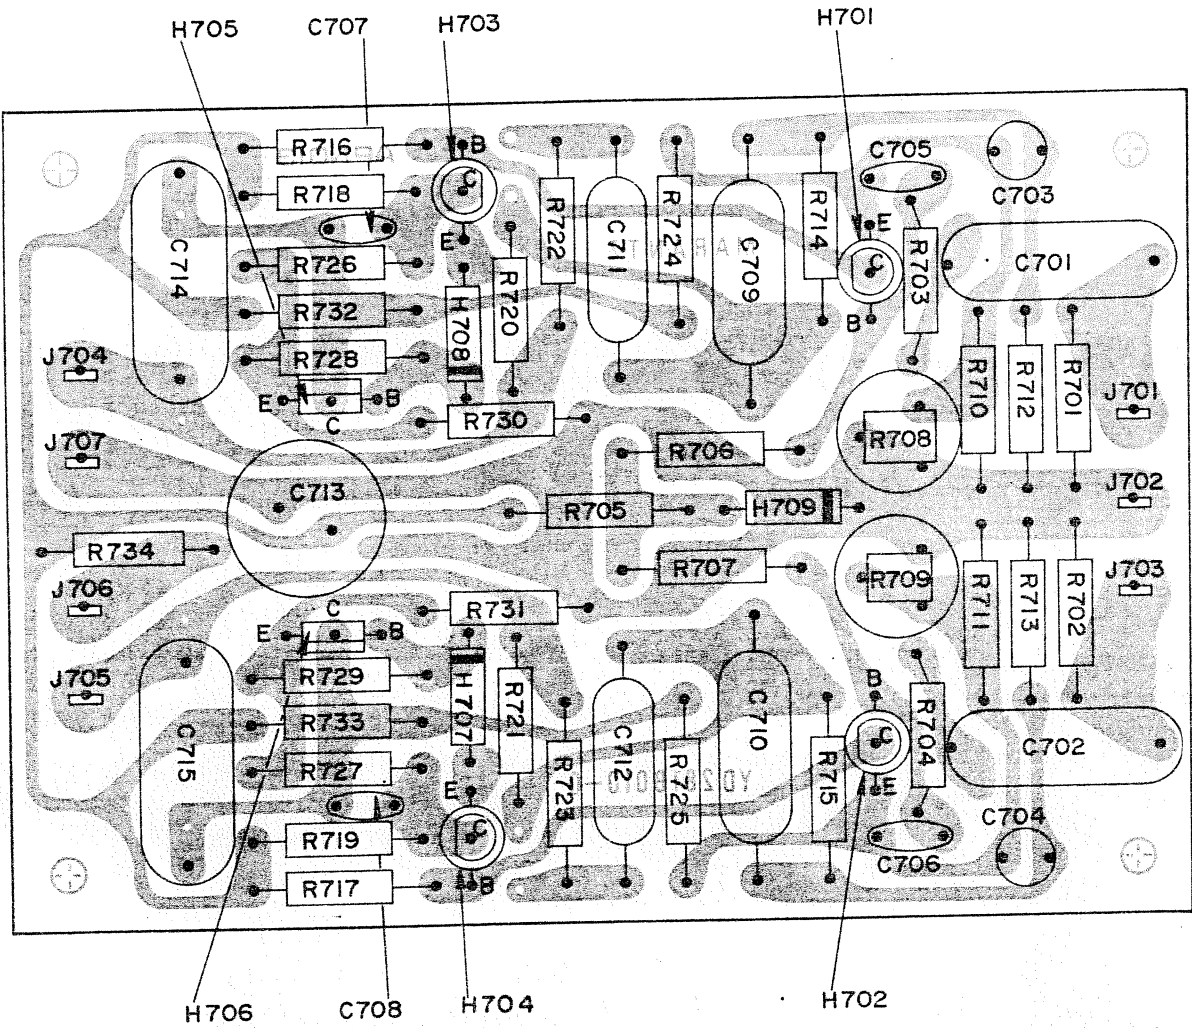 H705 C707 H703 H701
R716 B C705
R718 C C703
E E
R722 C711 R724 C709 R714 C R703 C701
C714 R726
R732 H708 R720 B
R728
J704 E C B R710 R712 R701 J701
R730 R708
J707 R706
C713 J702
R705 H709
R734
R707 R709 J703
J706 C R731 R711 R713 R702
E B
J705 R729 H707 R721 B
R733 C712 C710 C R704 C702
C715 R727 E R723 R725 R715 E
C704
R719 C C706
R717 B
H706 C708 H704 H702